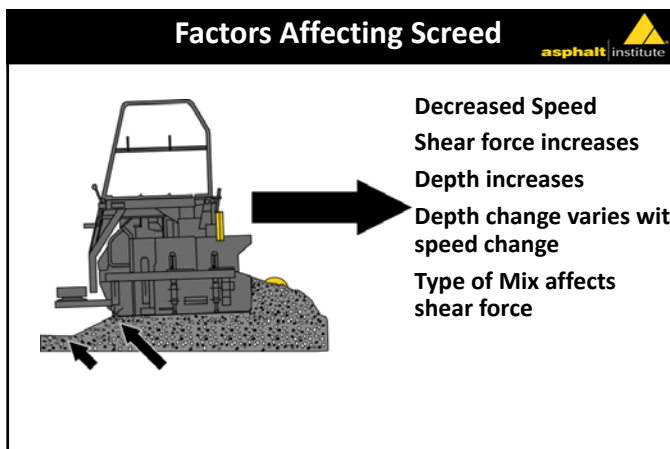 Factors Affecting Screed
asphalt institute
Decreased Speed
Shear force increases
Depth increases
Depth change varies wit
speed change
Type of Mix affects
shear force